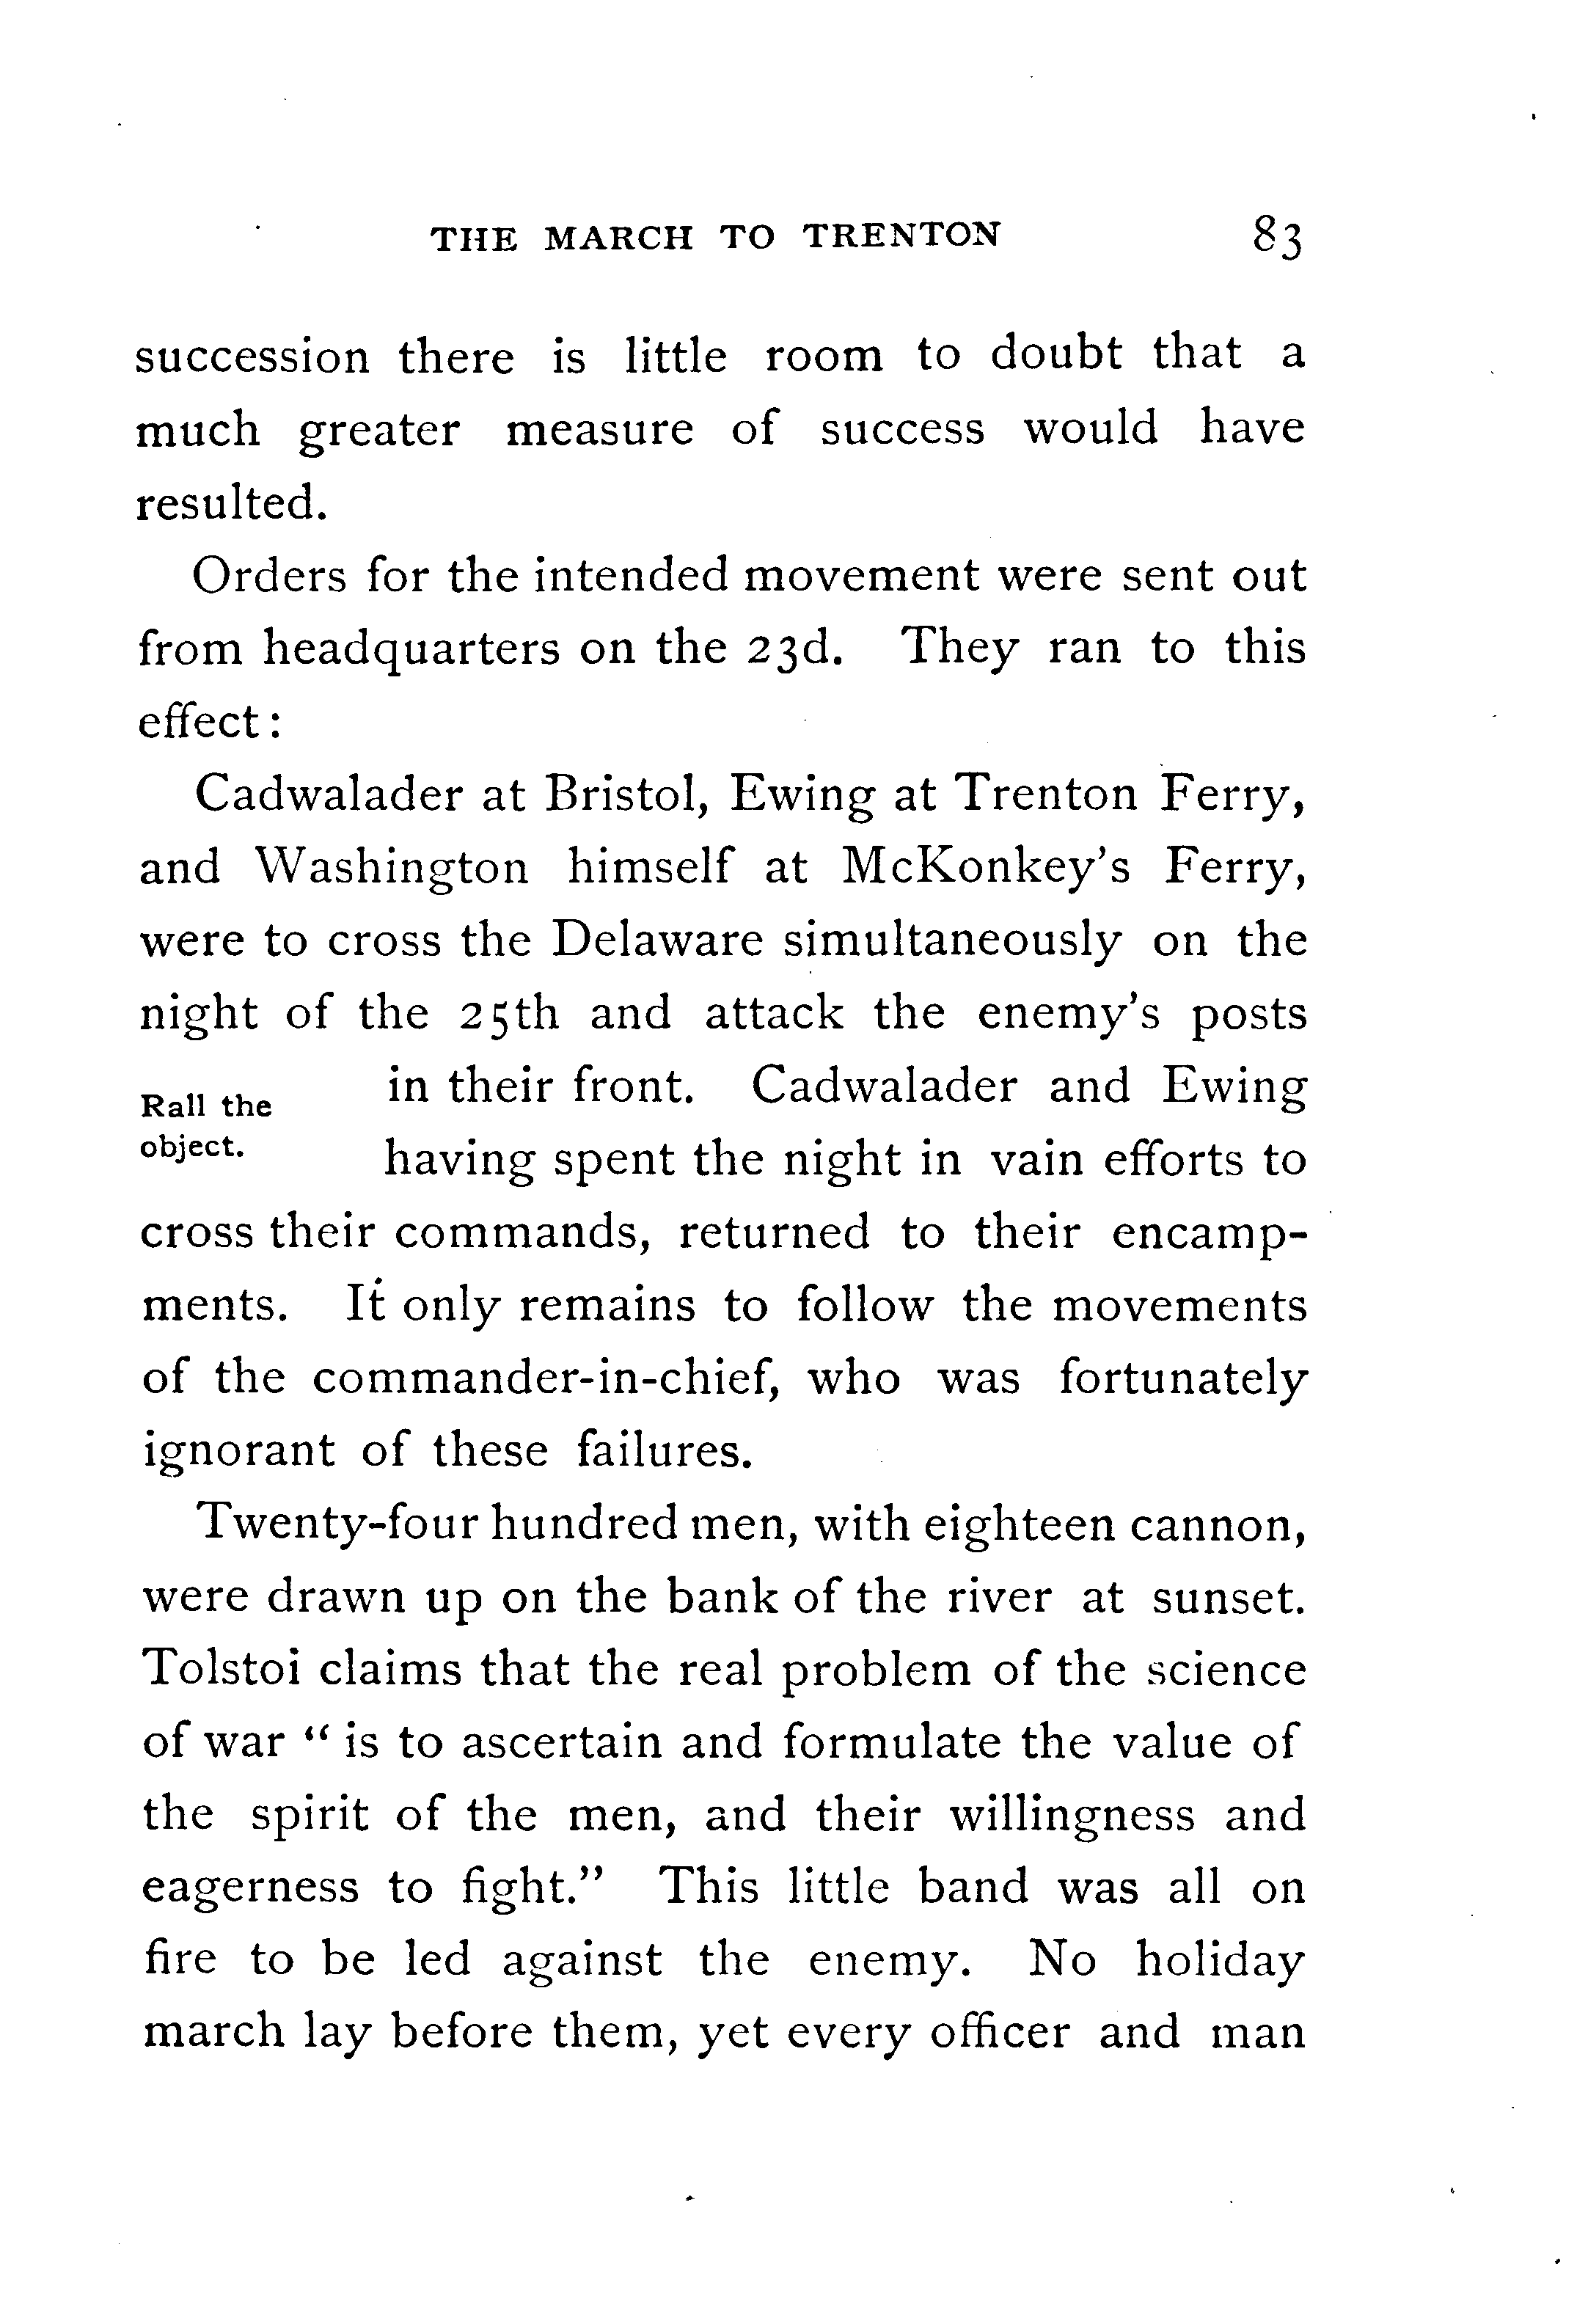 THE MARCH TO TRENTON 83
succession there is little room to doubt that a
much greater measure of success would have
resulted.
Orders for the intended movement were sent out
from headquarters on the 23d. They ran to this
effect:
Cadwalader at Bristol, Ewing at Trenton Ferry,
and Washington himself at McKonkey's Ferry,
were to cross the Delaware simultaneously on the
night of the 25th and attack the enemy's posts
Rall the
object.
in their front. Cadwalader and Ewing
having spent the night in vain efforts to
cross their commands, returned to their encamp-
ments. It only remains to follow the movements
of the commander-in-chief, who was fortunately
ignorant of these failures.
Twenty-four hundred men, with eighteen cannon,
were drawn up on the bank of the river at sunset.
Tolstoi claims that the real problem of the science
of war “ is to ascertain and formulate the value of
the spirit of the men, and their willingness and
eagerness to fight.” This little band was all on
fire to be led against the enemy. No holiday
march lay before them, yet every officer and man